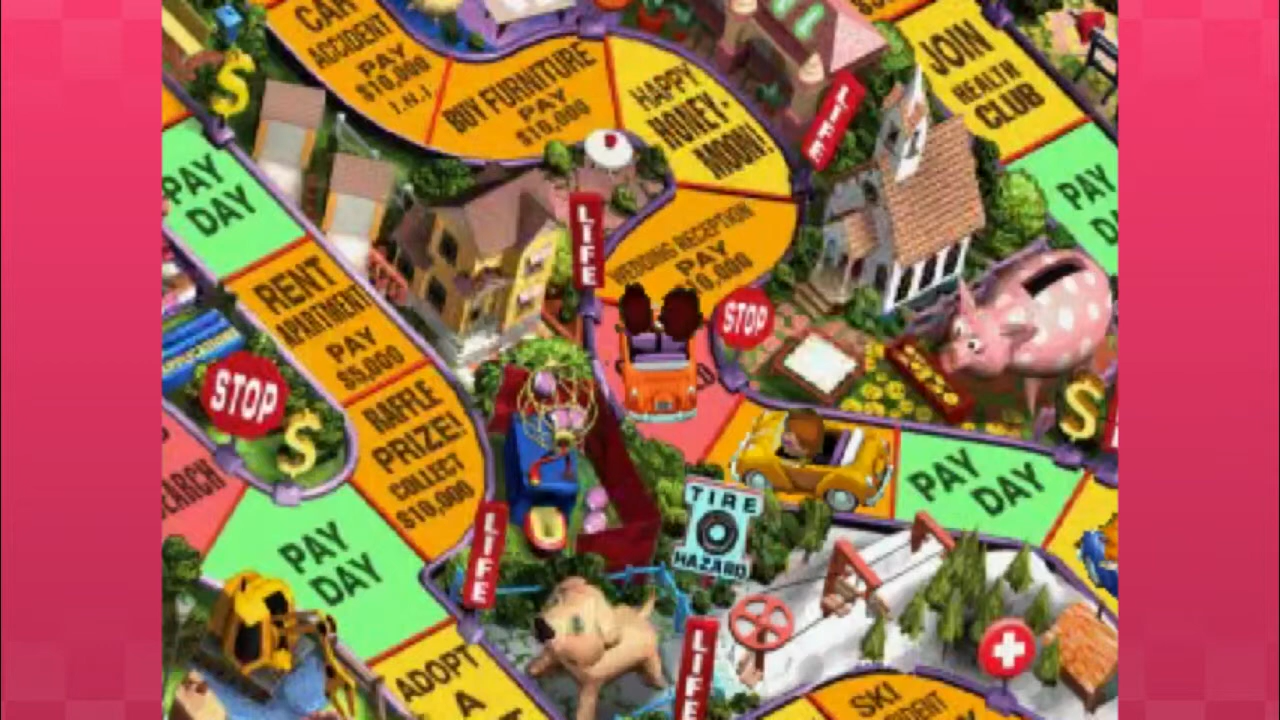 CAR
ACCIDENT
PAY
$10,000
BUY FURNITURE
PAY
$10,000
HAPPY
HONEY-
MOON!
LIFE
JOIN
HEALTH
CLUB
PAY
DAY
PAY
LIFE
WEDDING RECEPTION
PAY
10,000
RENT
APARTMENT
PAY
$5,000
STOP
STOP
$
$
$
RAFFLE
PRIZE!
COLLECT
$10,000
EARCH
PAY
DAY
PAY
DAY
TIRE
HAZARD
LIFE
LIFE
ADOPT
A
SKI